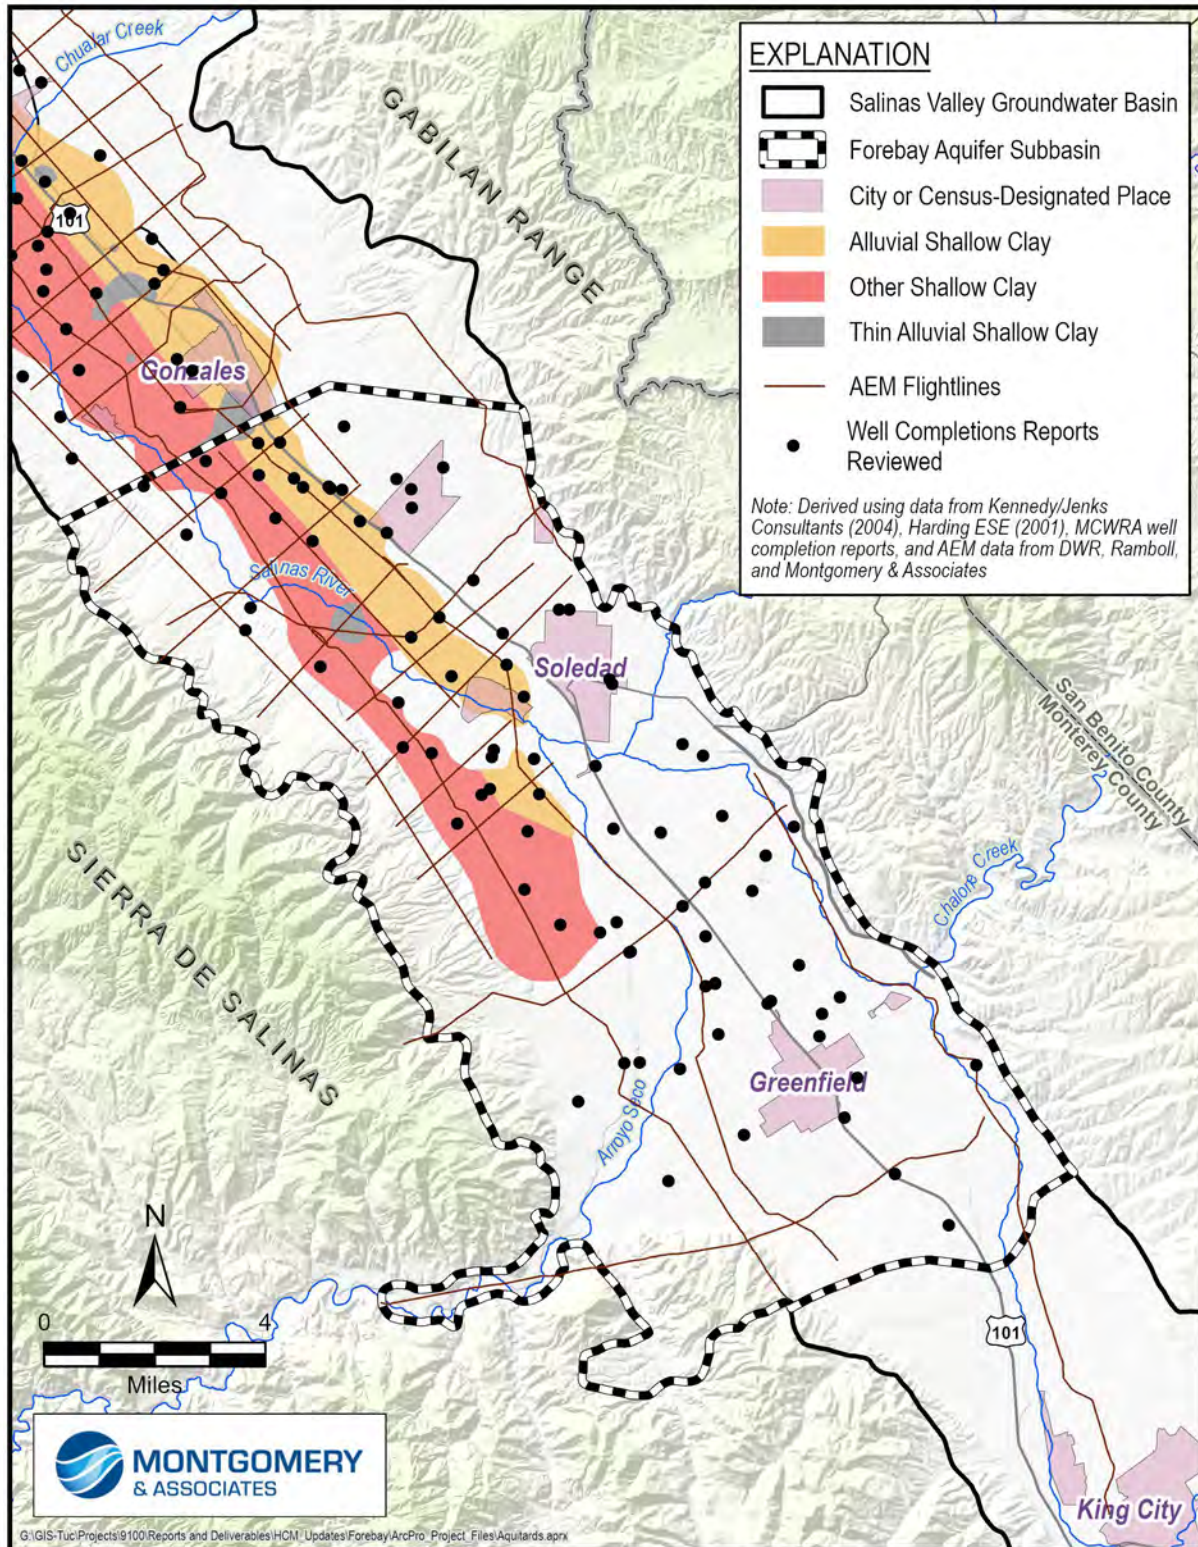 Chualar Creek
GABILAN RANGE
EXPLANATION
Salinas Valley Groundwater Basin
Forebay Aquifer Subbasin
City or Census-Designated Place
Alluvial Shallow Clay
Other Shallow Clay
Thin Alluvial Shallow Clay
AEM Flightlines
Well Completions Reports
Reviewed
Note: Derived using data from Kennedy/Jenks
Consultants (2004), Harding ESE (2001), MCWRA well
completion reports, and AEM data from DWR, Ramboll,
and Montgomery & Associates
101
Gonzales
Salinas River
Soledad
San Benito County
Monterey County
SIERRA DE SALINAS
Chalone Creek
Greenfield
Arroyo Seco
N
0 4
Miles
101
MONTGOMERY
& ASSOCIATES
King City
G:\GIS-Tuc\Projects\9100\Reports and Deliverables\HCM_Updates\Forebay\ArcPro_Project_Files\Aquitards.aprx